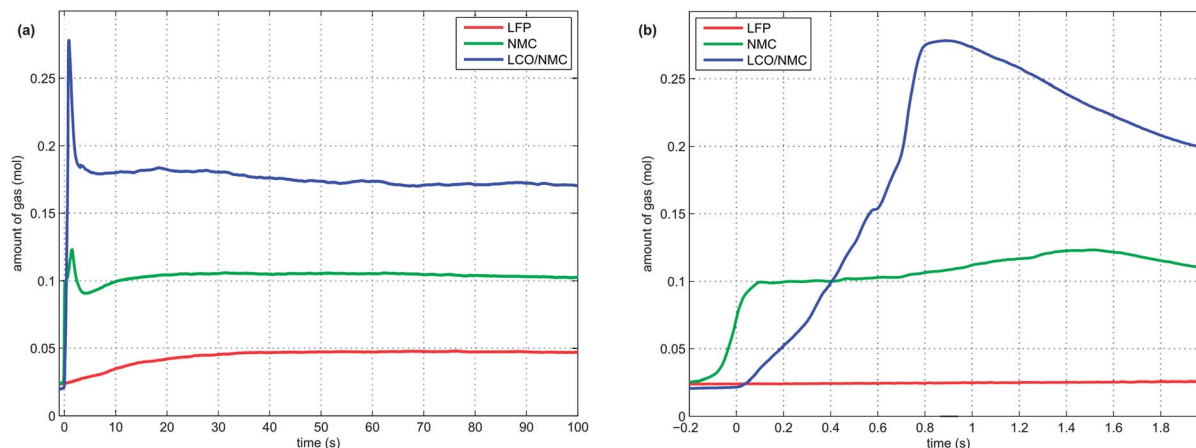 (a)
LFP
NMC
LCO/NMC
0.25
0.2
0.15
0.1
0.05
0
amount of gas (mol)
0 10 20 30 40 50 60 70 80 90 100
time (s)
(b)
LFP
NMC
LCO/NMC
0.25
0.2
0.15
0.1
0.05
0
amount of gas (mol)
−0.2 0 0.2 0.4 0.6 0.8 1 1.2 1.4 1.6 1.8
time (s)